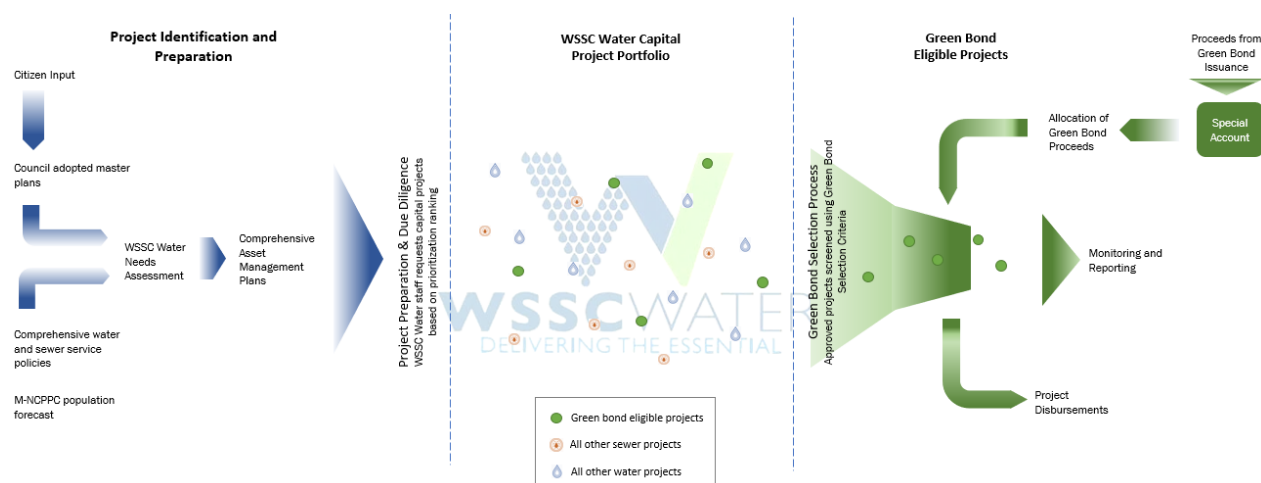 Project Identification and
Preparation
Citizen Input
Council adopted master
plans
WSSC Water
Needs
Assessment
Comprehensive
Asset
Management
Plans
Comprehensive water
and sewer service
policies
M-NCPPC population
forecast
Project Preparation & Due Diligence
WSSC Water staff requests capital projects
based on prioritization ranking
WSSC Water Capital
Project Portfolio
WSSCWATER
DELIVERING THE ESSENTIAL
Green bond eligible projects
All other sewer projects
All other water projects
Green Bond
Eligible Projects
Green Bond Selection Process
Approved projects screened using Green Bond
Selection Criteria
Proceeds from
Green Bond
Issuance
Special
Account
Allocation of
Green Bond
Proceeds
Monitoring and
Reporting
Project
Disbursements